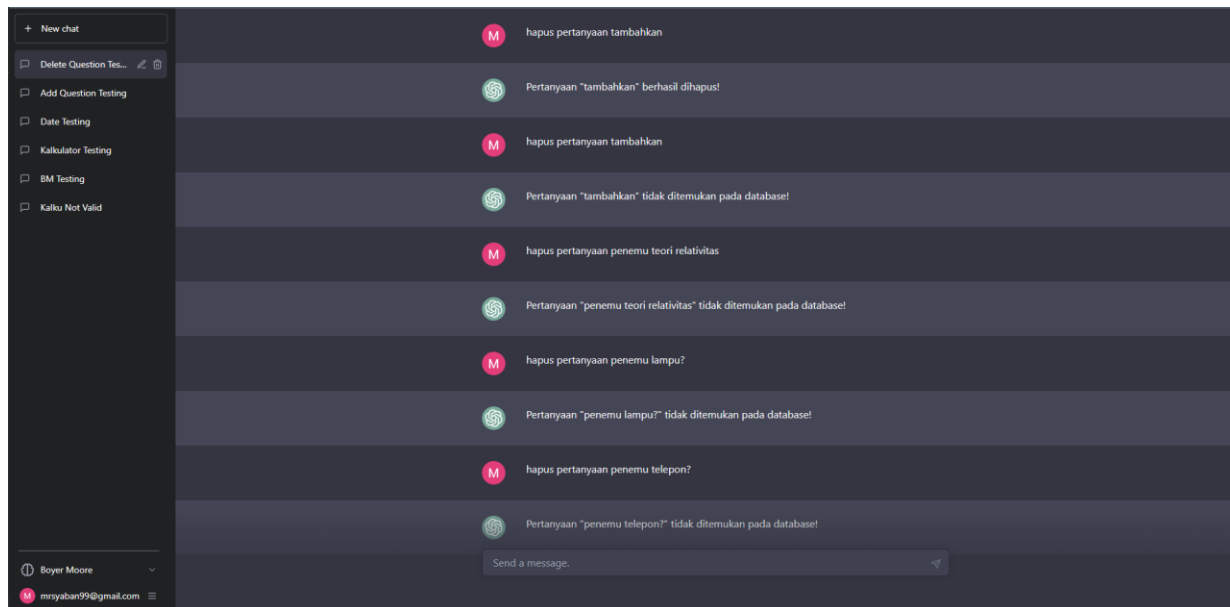 + New chat
Delete Question Tes...
Add Question Testing
Date Testing
Kalkulator Testing
BM Testing
Kalku Not Valid
Boyer Moore
M mrsyaban99@gmail.com
M hapus pertanyaan tambahkan
Pertanyaan "tambahkan" berhasil dihapus!
M hapus pertanyaan tambahkan
Pertanyaan "tambahkan" tidak ditemukan pada database!
M hapus pertanyaan penemu teori relativitas
Pertanyaan "penemu teori relativitas" tidak ditemukan pada database!
M hapus pertanyaan penemu lampu?
Pertanyaan "penemu lampu?" tidak ditemukan pada database!
M hapus pertanyaan penemu telepon?
Pertanyaan "penemu telepon?" tidak ditemukan pada database!
Send a message.